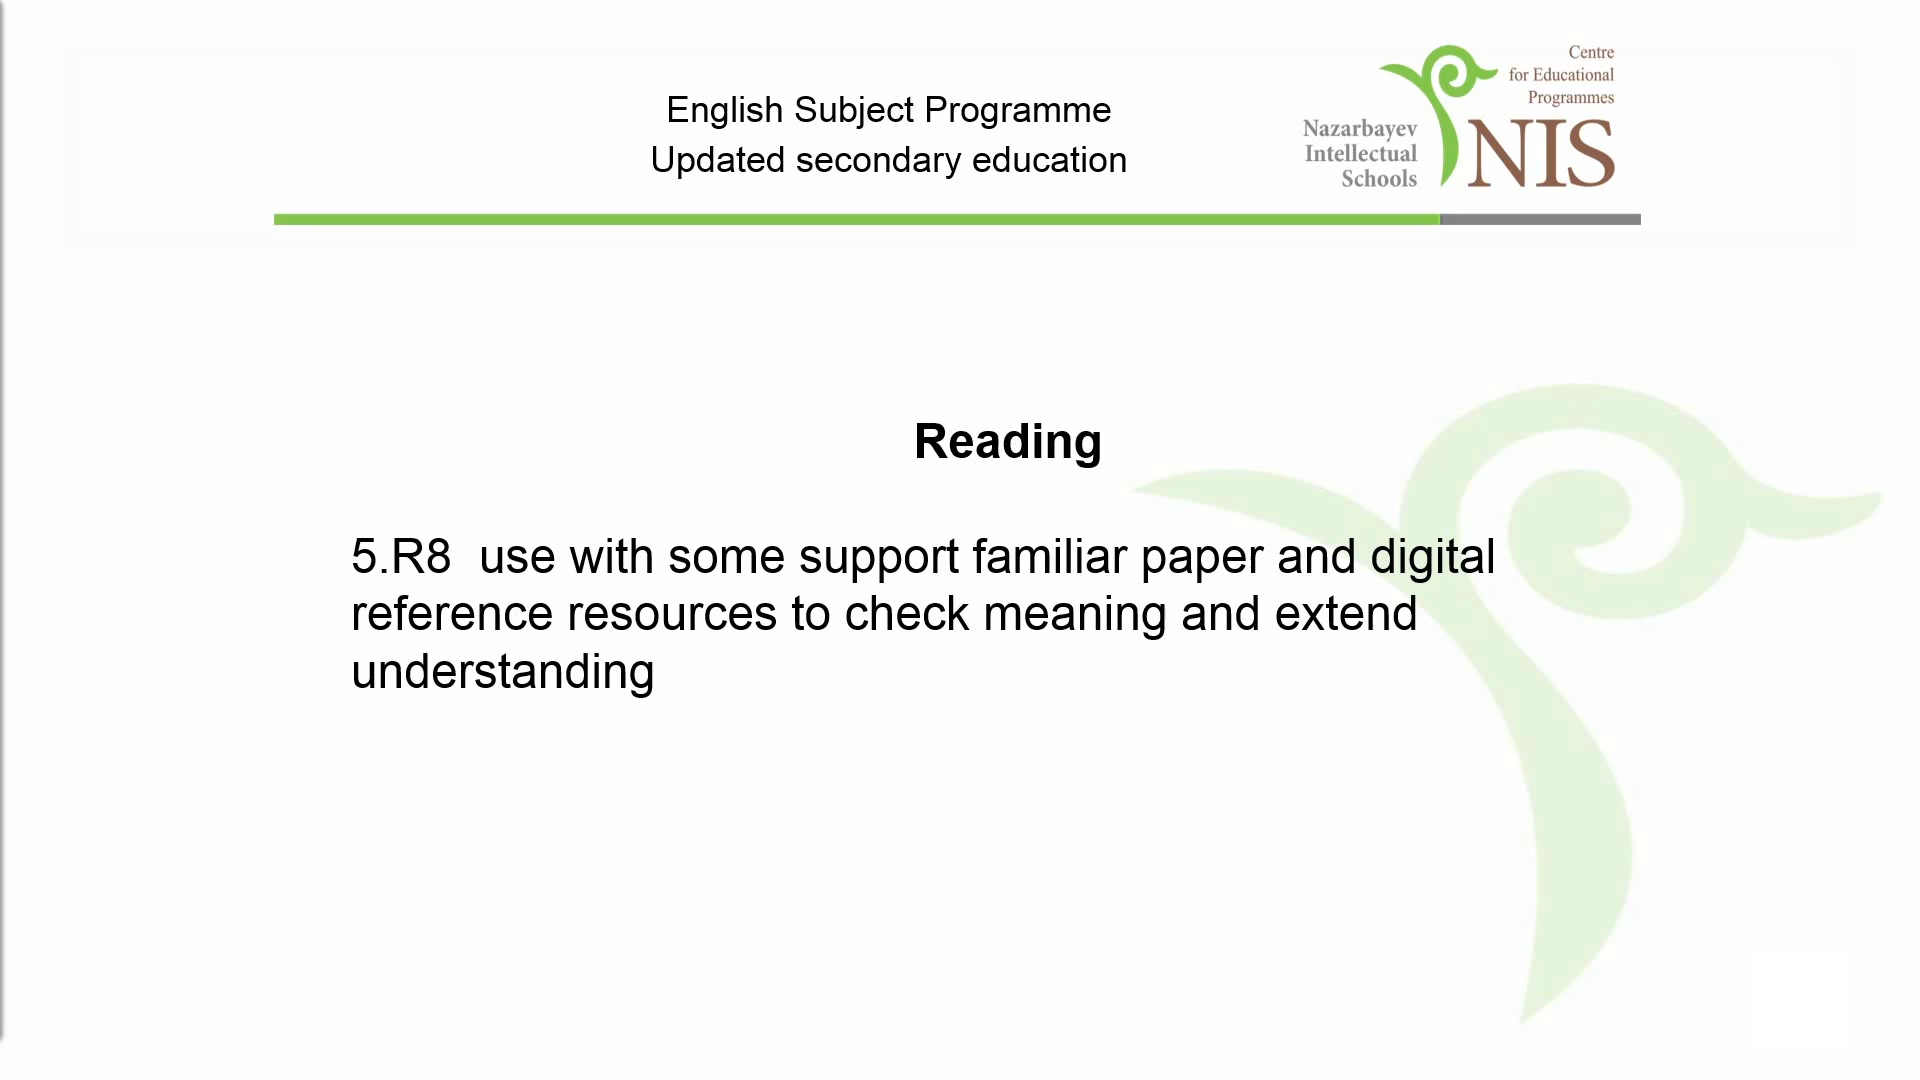 English Subject Programme
Updated secondary education
Centre
for Educational
Programmes
Nazarbayev
Intellectual
Schools
NIS
Reading
5.R8 use with some support familiar paper and digital
reference resources to check meaning and extend
understanding